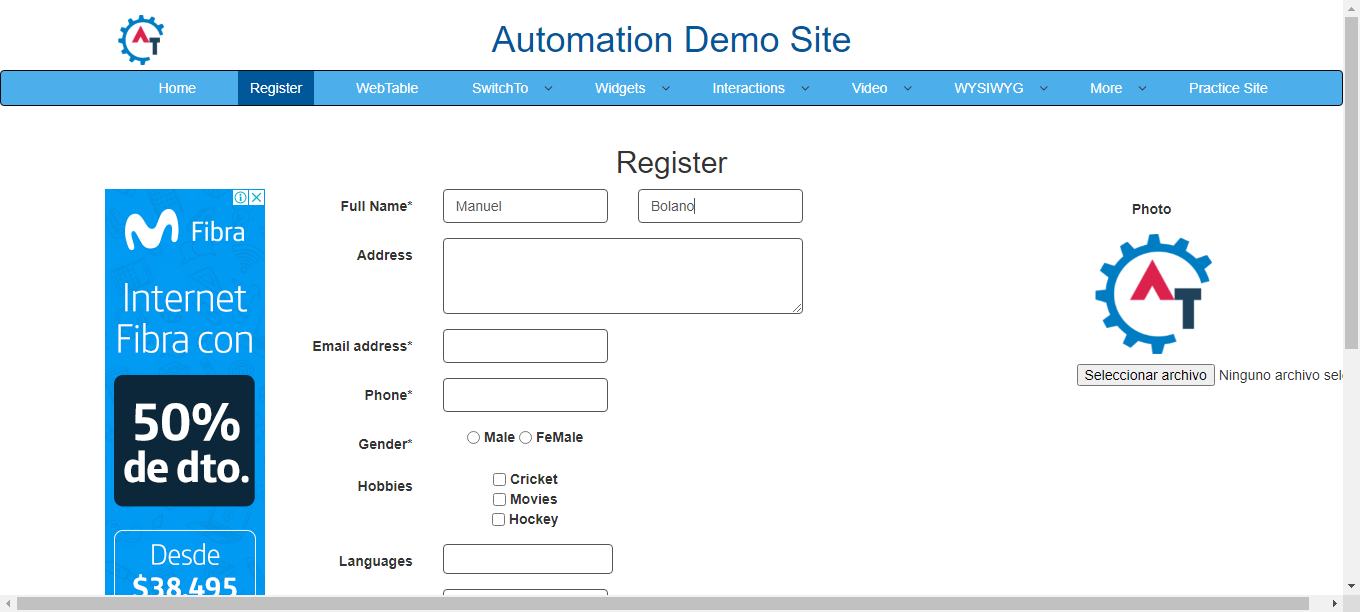 AT
Automation Demo Site
Home Register WebTable SwitchTo Widgets Interactions Video WYSIWYG More Practice Site
Register
Full Name* Manuel Bolano
Address
Email address*
Phone*
Gender* Male FeMale
Hobbies Cricket
Movies
Hockey
Languages
Photo
AT
Seleccionar archivo Ninguno archivo sel
Fibra
Internet
Fibra con
50%
de dto.
Desde
$38.495